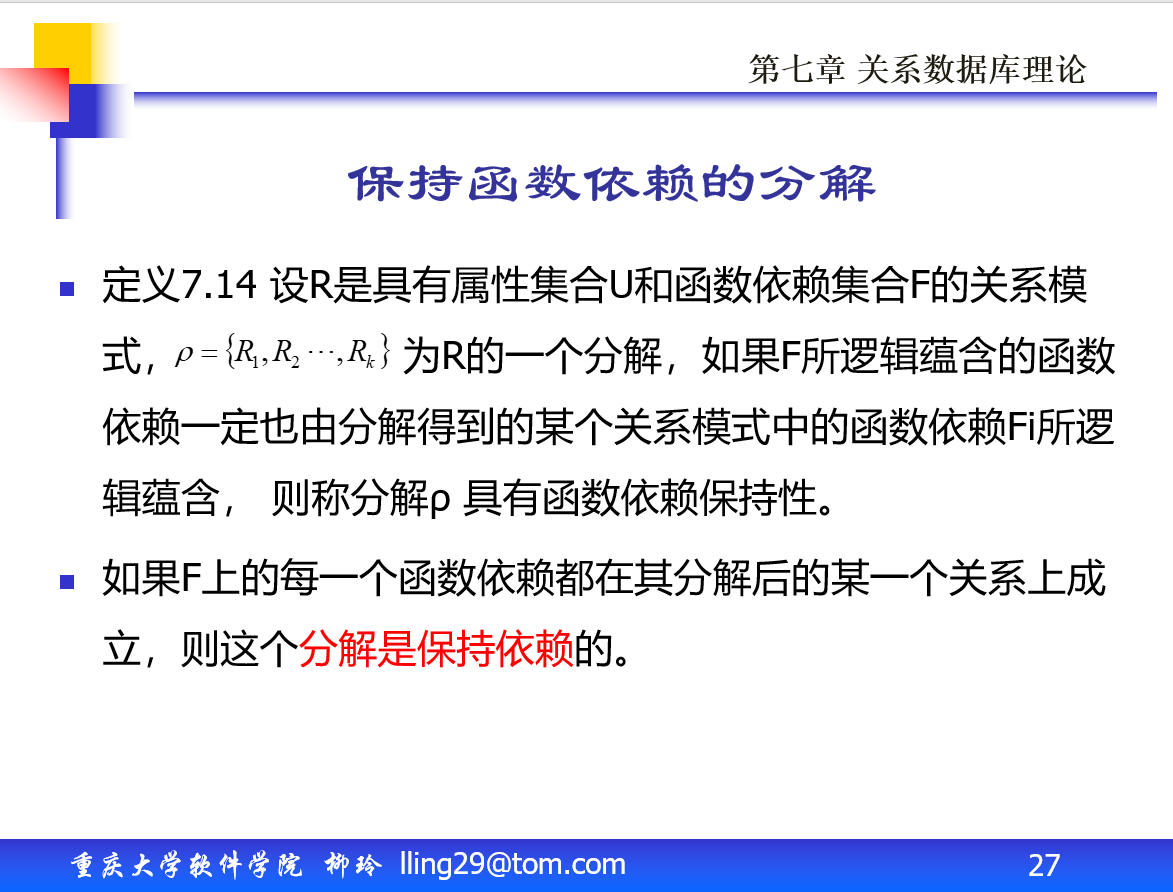 第七章 关系数据库理论
保持函数依赖的分解
定义7.14 设R是具有属性集合U和函数依赖集合F的关系模
式，ρ = {R₁, R₂ ⋯, Rₖ} 为R的一个分解，如果F所逻辑蕴含的函数
依赖一定也由分解得到的某个关系模式中的函数依赖Fi所逻
辑蕴含， 则称分解ρ 具有函数依赖保持性。
如果F上的每一个函数依赖都在其分解后的某一个关系上成
立，则这个分解是保持依赖的。
重庆大学软件学院 柳玲 lling29@tom.com
27